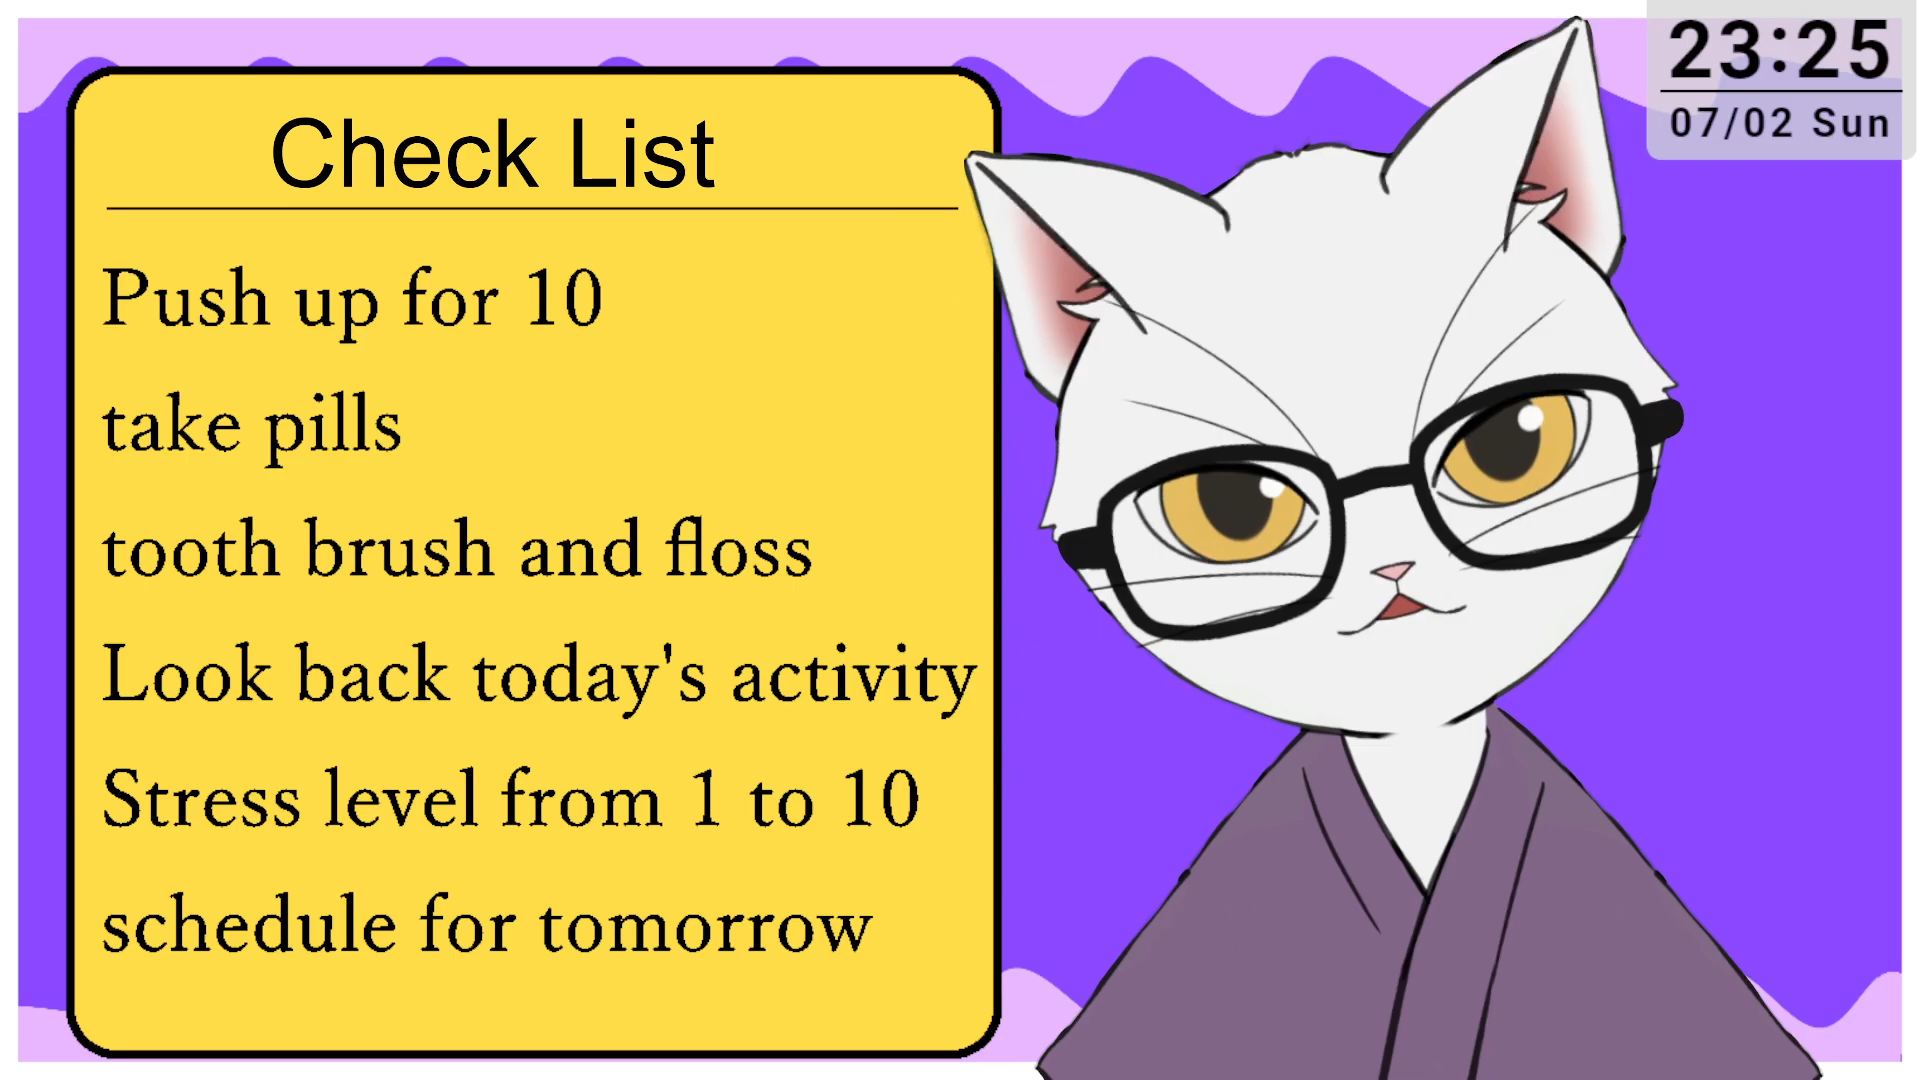 Check List
Push up for 10
take pills
tooth brush and floss
Look back today's activity
Stress level from 1 to 10
schedule for tomorrow
23:25
07/02 Sun